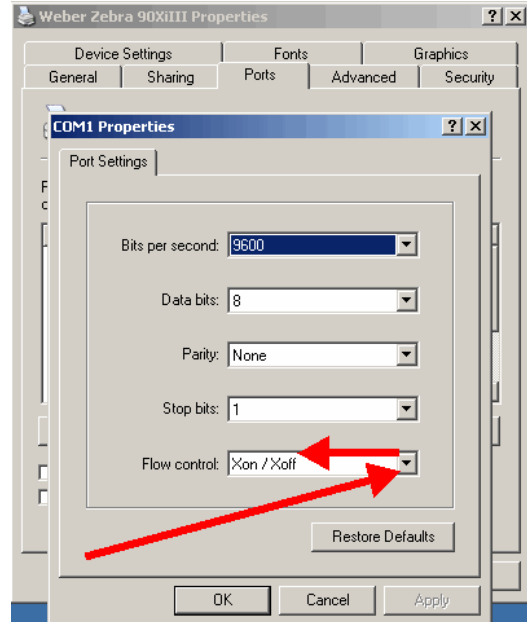 Weber Zebra 90XiIII Properties
Device Settings Fonts Graphics
General Sharing Ports Advanced Security
COM1 Properties
Port Settings
Bits per second: 9600
Data bits: 8
Parity: None
Stop bits: 1
Flow control: Xon / Xoff
Restore Defaults
OK Cancel Apply